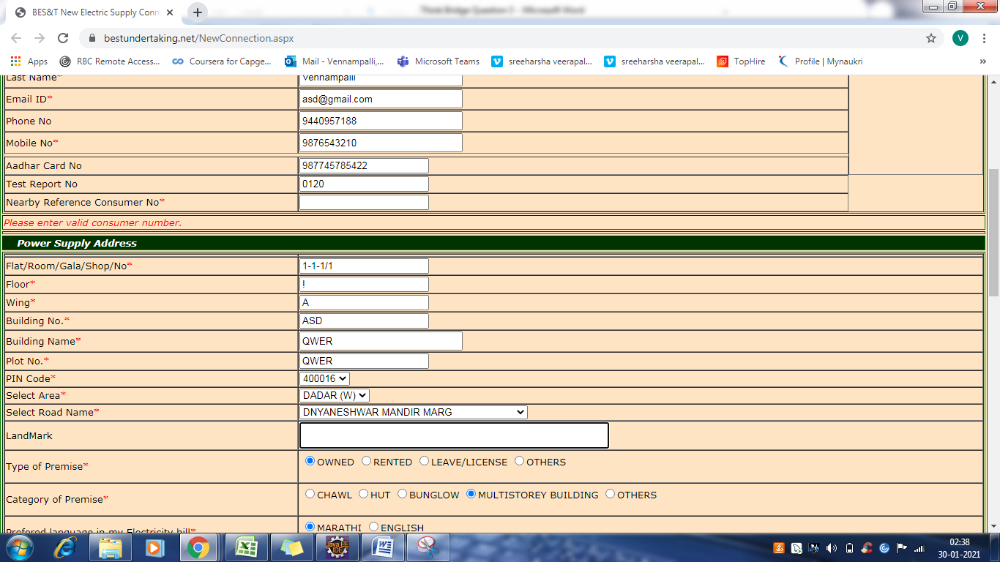 BES&T New Electric Supply Conn
Think Bridge Question 2 - Microsoft Word
bestundertaking.net/NewConnection.aspx
V
Apps RBC Remote Access... Coursera for Capge... Mail - Vennampalli,... Microsoft Teams sreeharsha veerapal... sreeharsha veerapal... TopHire Profile | Mynaukri »
Last Name* Vennampalli
Email ID* asd@gmail.com
Phone No 9440957188
Mobile No* 9876543210
Aadhar Card No 987745785422
Test Report No 0120
Nearby Reference Consumer No*
Please enter valid consumer number.
Power Supply Address
Flat/Room/Gala/Shop/No* 1-1-1/1
Floor* !
Wing* A
Building No.* ASD
Building Name* QWER
Plot No.* QWER
PIN Code* 400016
Select Area* DADAR (W)
Select Road Name* DNYANESHWAR MANDIR MARG
LandMark
Type of Premise* OWNED RENTED LEAVE/LICENSE OTHERS
Category of Premise* CHAWL HUT BUNGLOW MULTISTOREY BUILDING OTHERS
Prefered language in my Electricity bill* MARATHI ENGLISH
Java EE
IDE
02:38
30-01-2021